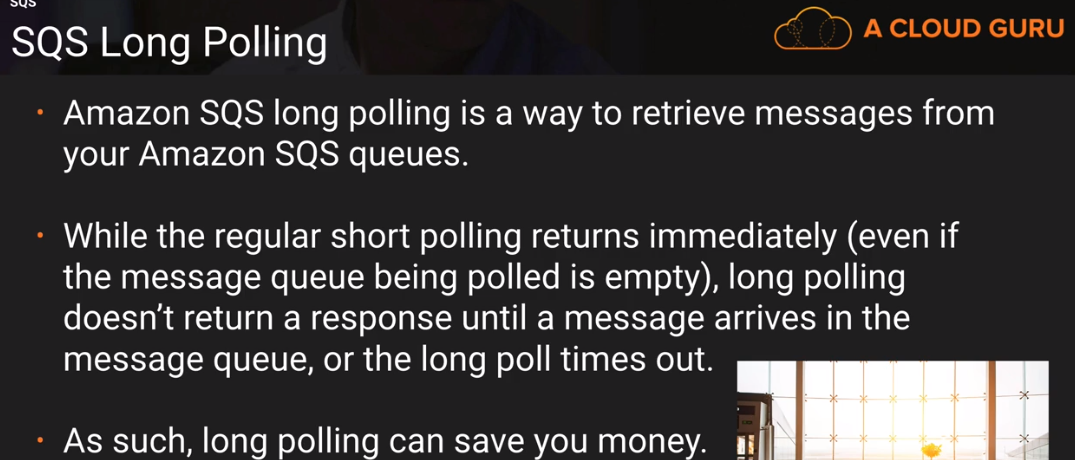 SQS
SQS Long Polling
A CLOUD GURU
• Amazon SQS long polling is a way to retrieve messages from
your Amazon SQS queues.
• While the regular short polling returns immediately (even if
the message queue being polled is empty), long polling
doesn't return a response until a message arrives in the
message queue, or the long poll times out.
• As such, long polling can save you money.